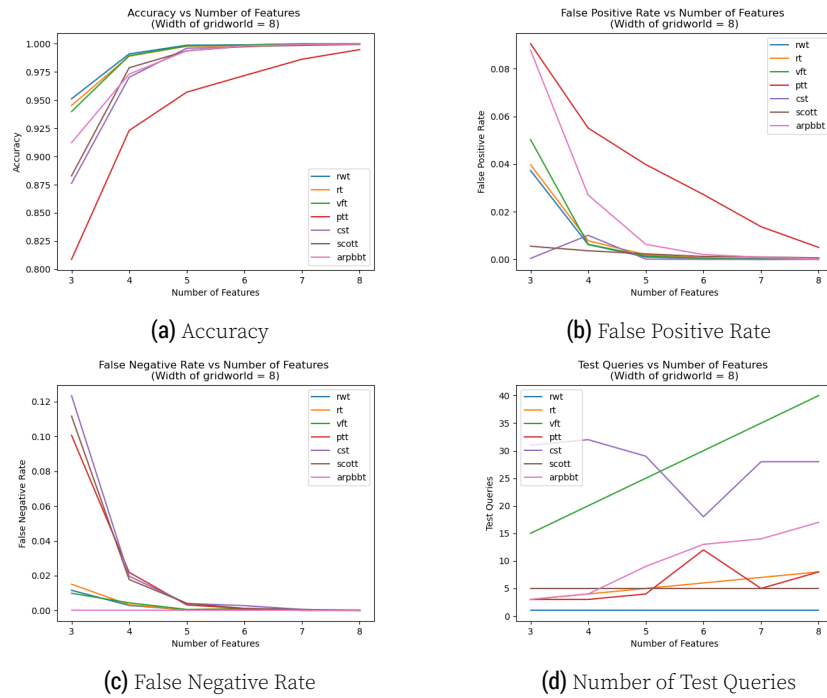 Accuracy vs Number of Features
(Width of gridworld = 8)
1.000
0.975
0.950
0.925
0.900
0.875
0.850
0.825
0.800
Accuracy
rwt
rt
vft
ptt
cst
scott
arpbbt
3 4 5 6 7 8
Number of Features
(a) Accuracy
False Positive Rate vs Number of Features
(Width of gridworld = 8)
0.08
0.06
0.04
0.02
0.00
False Positive Rate
rwt
rt
vft
ptt
cst
scott
arpbbt
3 4 5 6 7 8
Number of Features
(b) False Positive Rate
False Negative Rate vs Number of Features
(Width of gridworld = 8)
0.12
0.10
0.08
0.06
0.04
0.02
0.00
False Negative Rate
rwt
rt
vft
ptt
cst
scott
arpbbt
3 4 5 6 7 8
Number of Features
(c) False Negative Rate
Test Queries vs Number of Features
(Width of gridworld = 8)
40
35
30
25
20
15
10
5
0
Test Queries
rwt
rt
vft
ptt
cst
scott
arpbbt
3 4 5 6 7 8
Number of Features
(d) Number of Test Queries